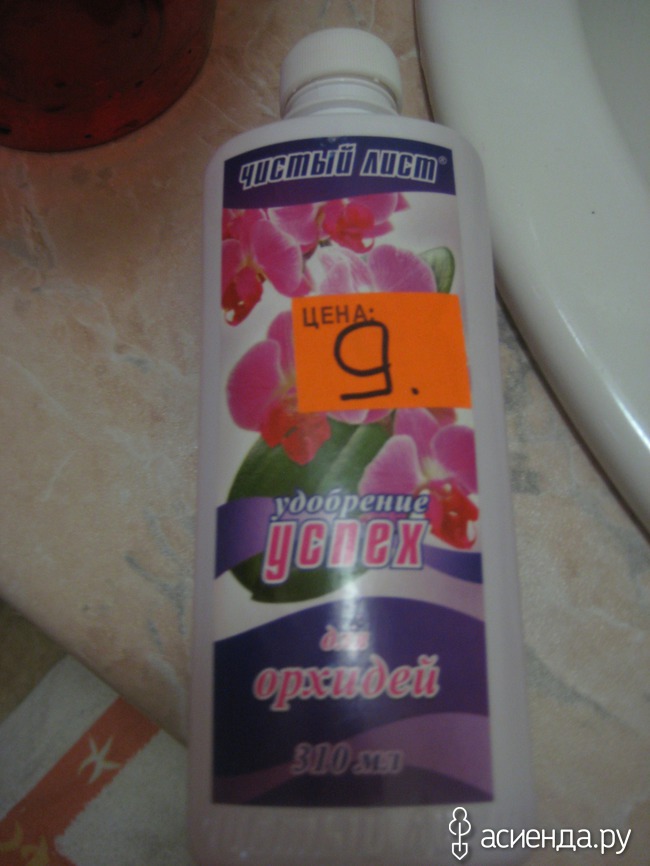 чистый лист®
ЦЕНА:
9.
удобрение
успех
для
орхидей
310 мл
асиенда.ру